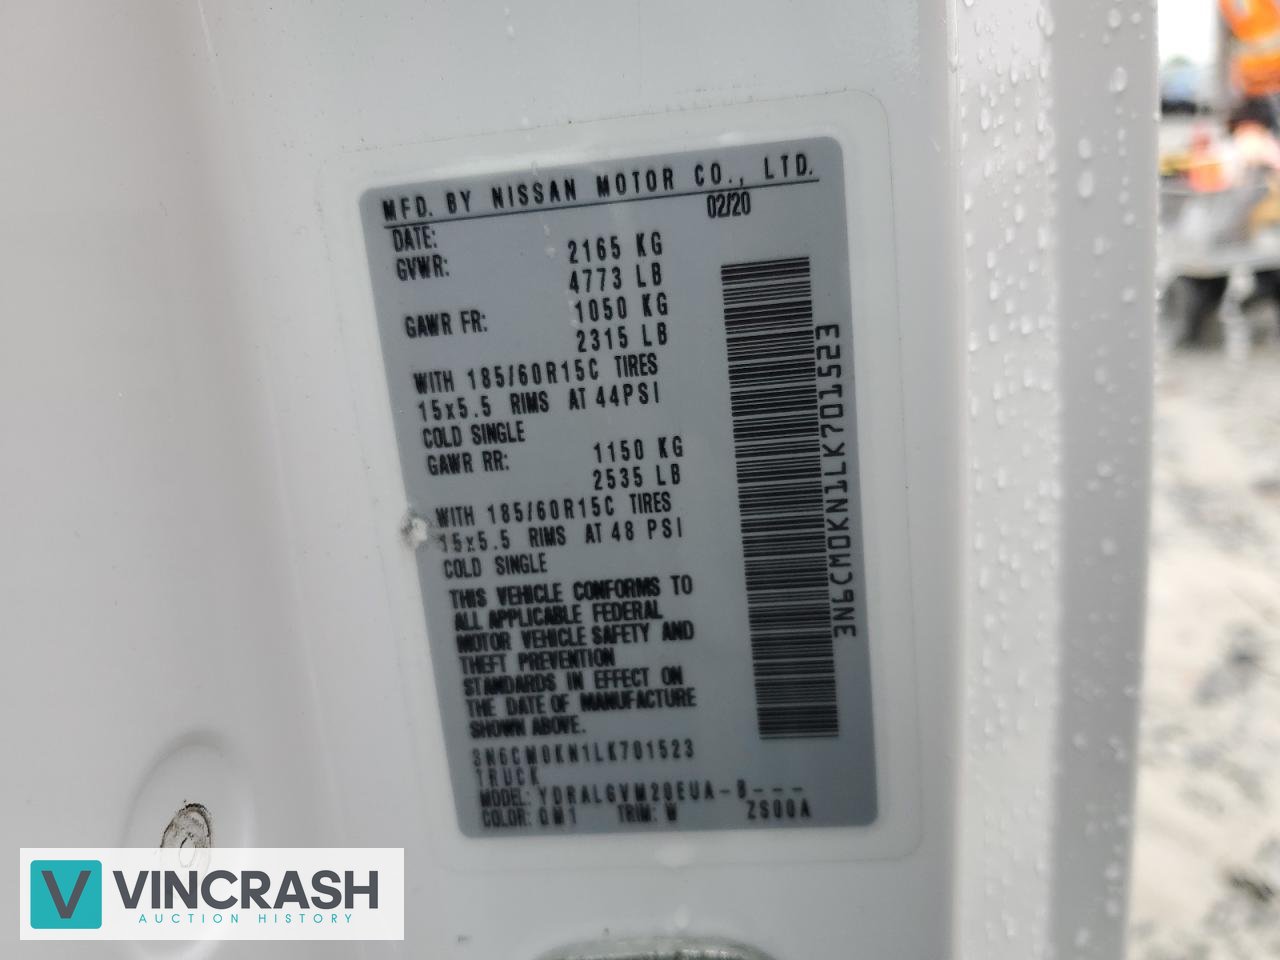 MFD. BY NISSAN MOTOR CO., LTD.
DATE: 02/20
GVWR: 2165 KG
4773 LB
GAWR FR: 1050 KG
2315 LB
WITH 185/60R15C TIRES
15x5.5 RIMS AT 44PSI
COLD SINGLE
GAWR RR: 1150 KG
2535 LB
WITH 185/60R15C TIRES
15x5.5 RIMS AT 48 PSI
COLD SINGLE
THIS VEHICLE CONFORMS TO
ALL APPLICABLE FEDERAL
MOTOR VEHICLE SAFETY AND
THEFT PREVENTION
STANDARDS IN EFFECT ON
THE DATE OF MANUFACTURE
SHOWN ABOVE.
3N6CM0KN1LK701523
TRUCK
MODEL: YDRALGVM20EUA-B---
COLOR: QM1 TRIM: W ZS00A
3N6CM0KN1LK701523
V VINCRASH
AUCTION HISTORY